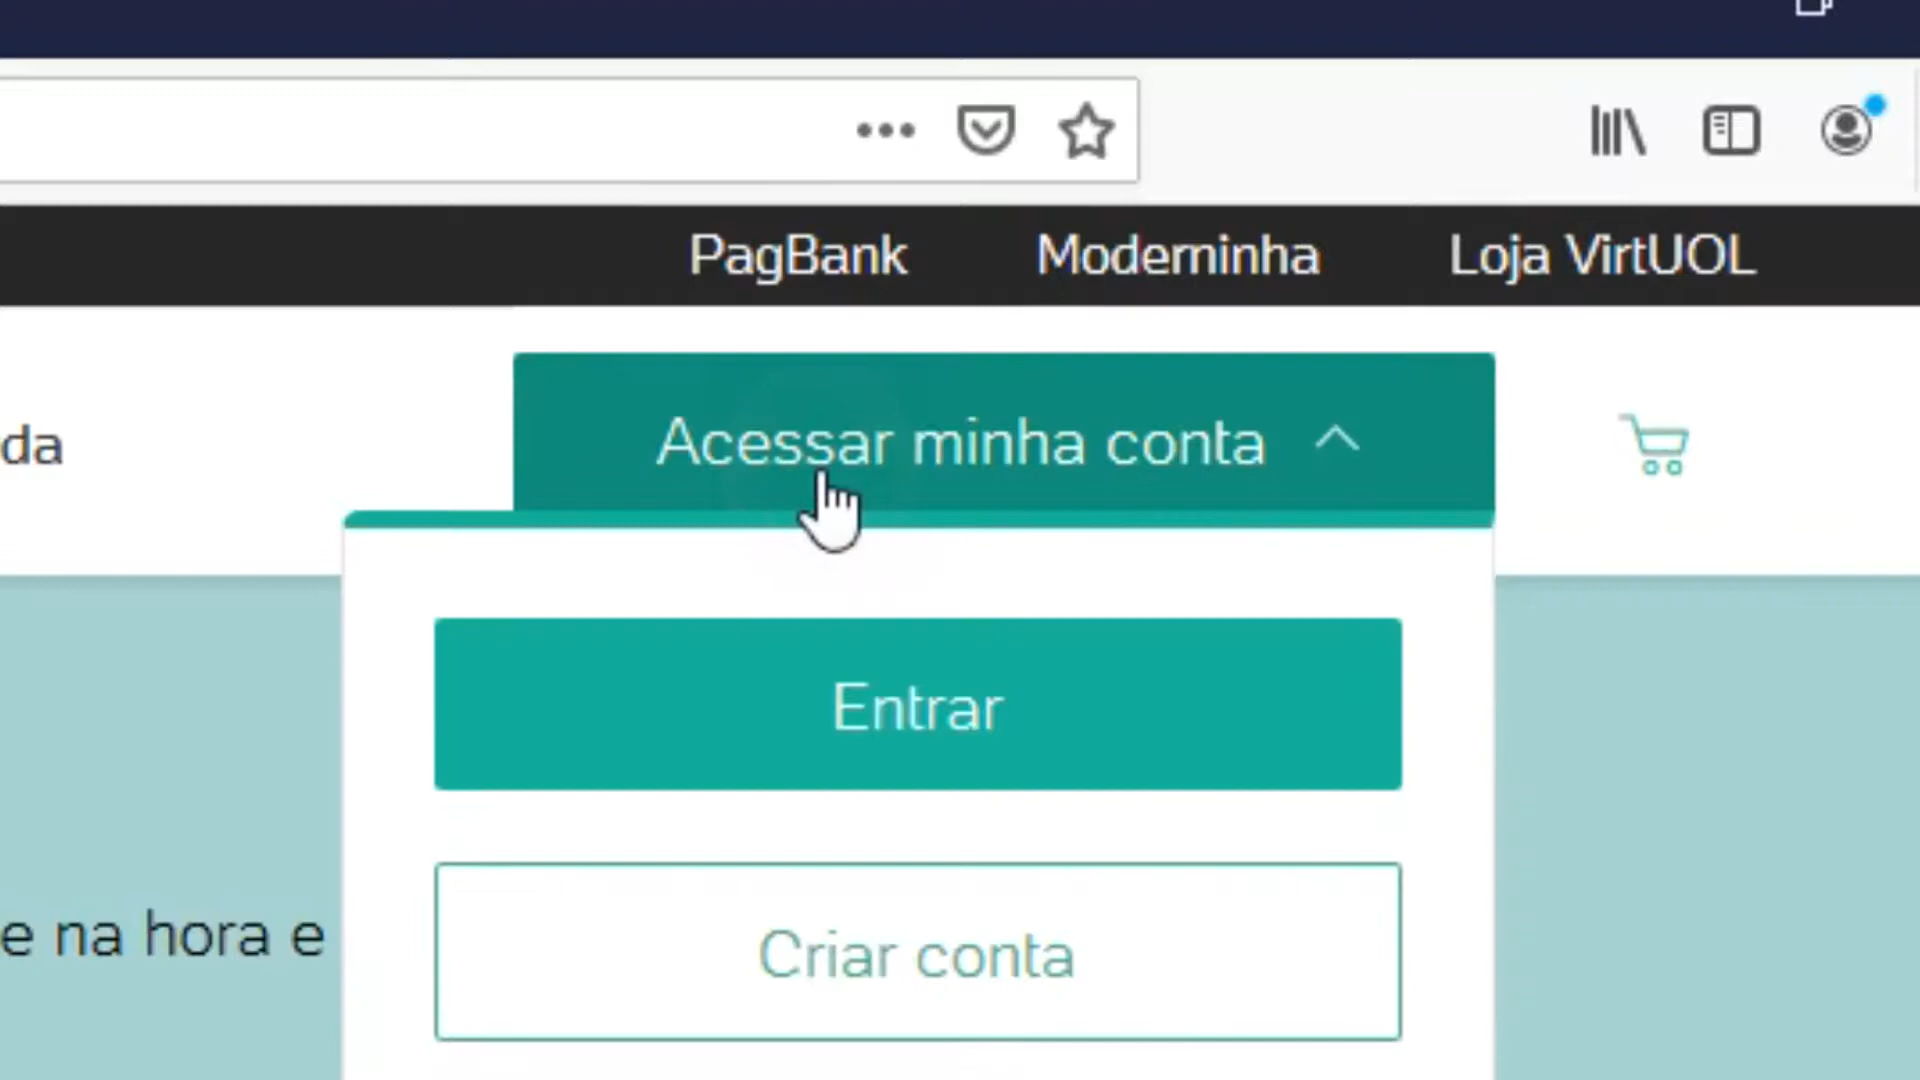 PagBank Moderninha Loja VirtUOL
da Acessar minha conta
Entrar
e na hora e
Criar conta